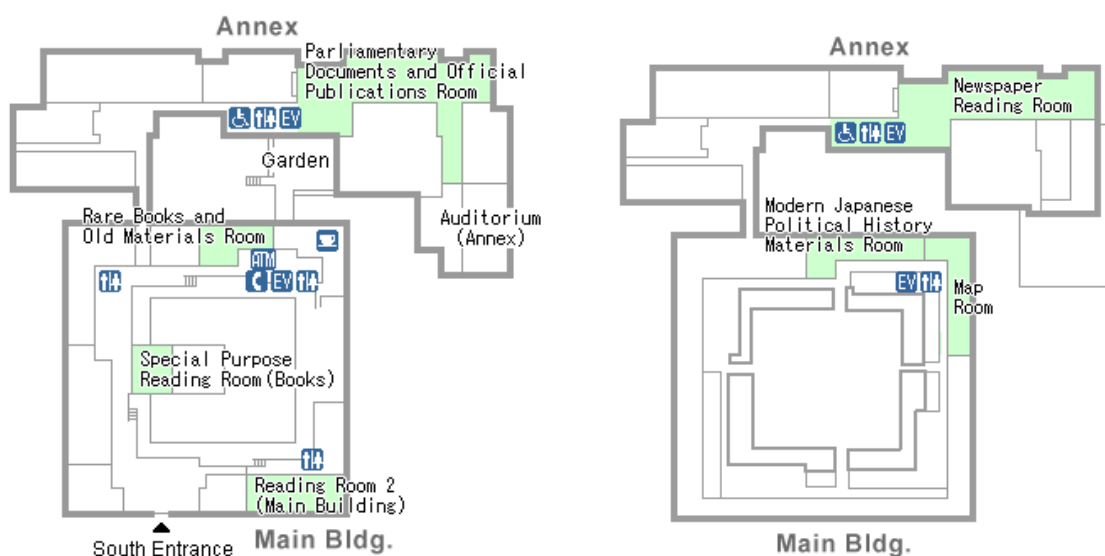 Annex
Parliamentary
Documents and Official
Publications Room
EV
Garden
Rare Books and
Old Materials Room
Auditorium
(Annex)
ATM
EV
Special Purpose
Reading Room (Books)
Reading Room 2
(Main Building)
South Entrance
Main Bldg.
Annex
Newspaper
Reading Room
EV
Modern Japanese
Political History
Materials Room
EV
Map
Room
Main Bldg.